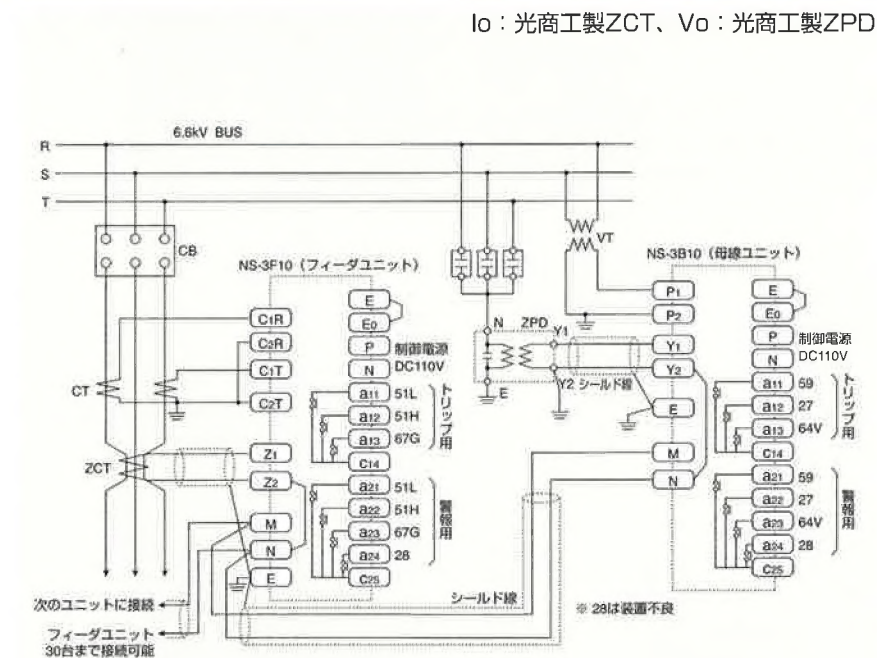 Io：光商工製ZCT、Vo：光商工製ZPD
6.6kV BUS
R
S
T
CB
VT
NS-3F10（フィーダユニット）
NS-3B10（母線ユニット）
C1R
C2R
C1T
C2T
CT
ZCT
Z1
Z2
M
N
E
E
E0
P
N
制御電源
DC110V
a11 51L
a12 51H
a13 67G
C14
トリップ用
a21 51L
a22 51H
a23 67G
a24 28
C25
警報用
N
ZPD
Y1
Y2 シールド線
E
P1
P2
Y1
Y2
E
M
N
E
E0
P
N
制御電源
DC110V
a11 59
a12 27
a13 64V
C14
トリップ用
a21 59
a22 27
a23 64V
a24 28
C25
警報用
シールド線
※ 28は装置不良
次のユニットに接続
フィーダユニット
30台まで接続可能